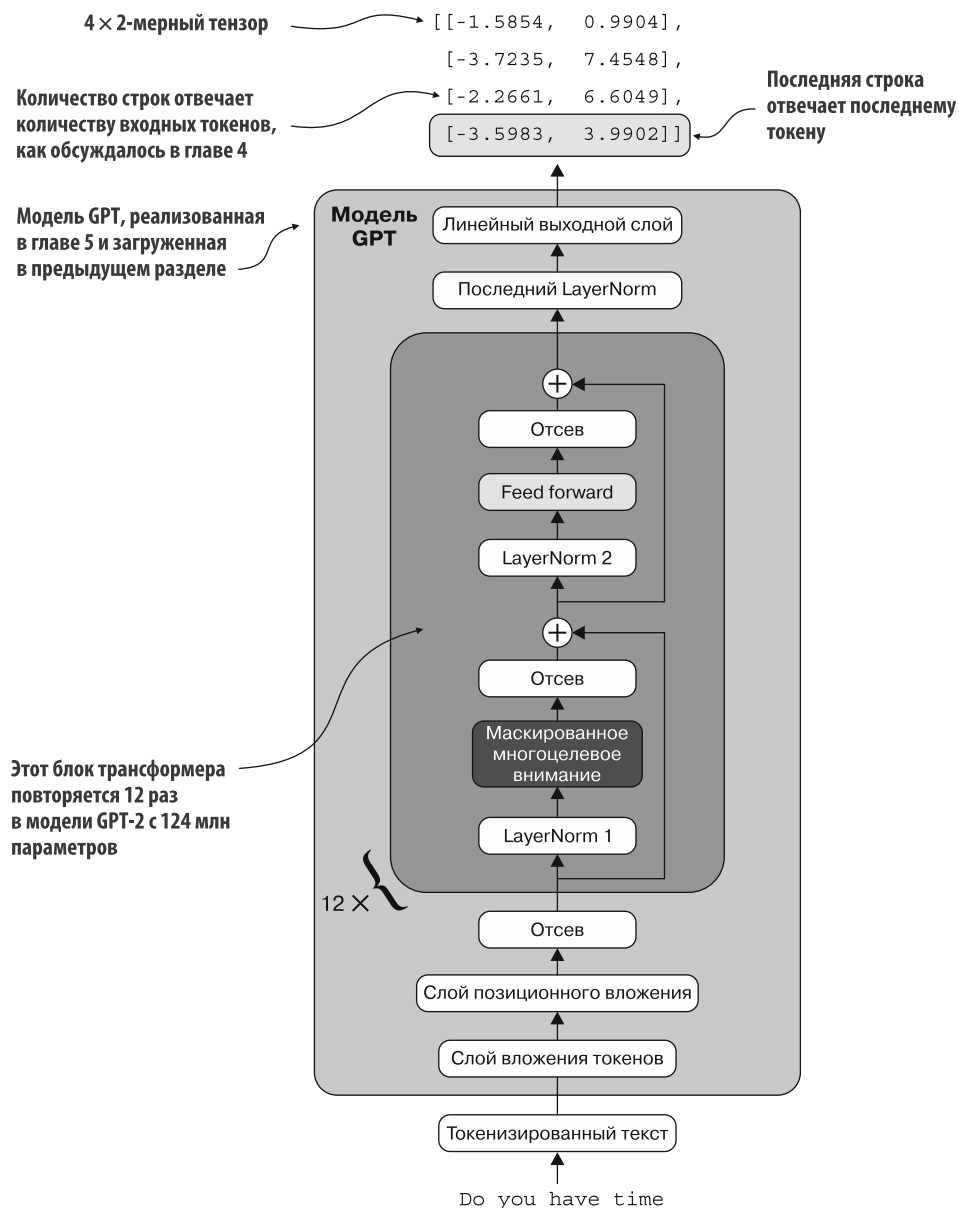 4 × 2-мерный тензор
[[-1.5854, 0.9904],
[-3.7235, 7.4548],
[-2.2661, 6.6049],
[-3.5983, 3.9902]]
Количество строк отвечает
количеству входных токенов,
как обсуждалось в главе 4
Последняя строка
отвечает последнему
токену
Модель GPT, реализованная
в главе 5 и загруженная
в предыдущем разделе
Модель
GPT
Линейный выходной слой
Последний LayerNorm
+
Отсев
Feed forward
LayerNorm 2
+
Отсев
Маскированное
многоцелевое
внимание
LayerNorm 1
Этот блок трансформера
повторяется 12 раз
в модели GPT-2 с 124 млн
параметров
12 ×
Отсев
Слой позиционного вложения
Слой вложения токенов
Токенизированный текст
Do you have time